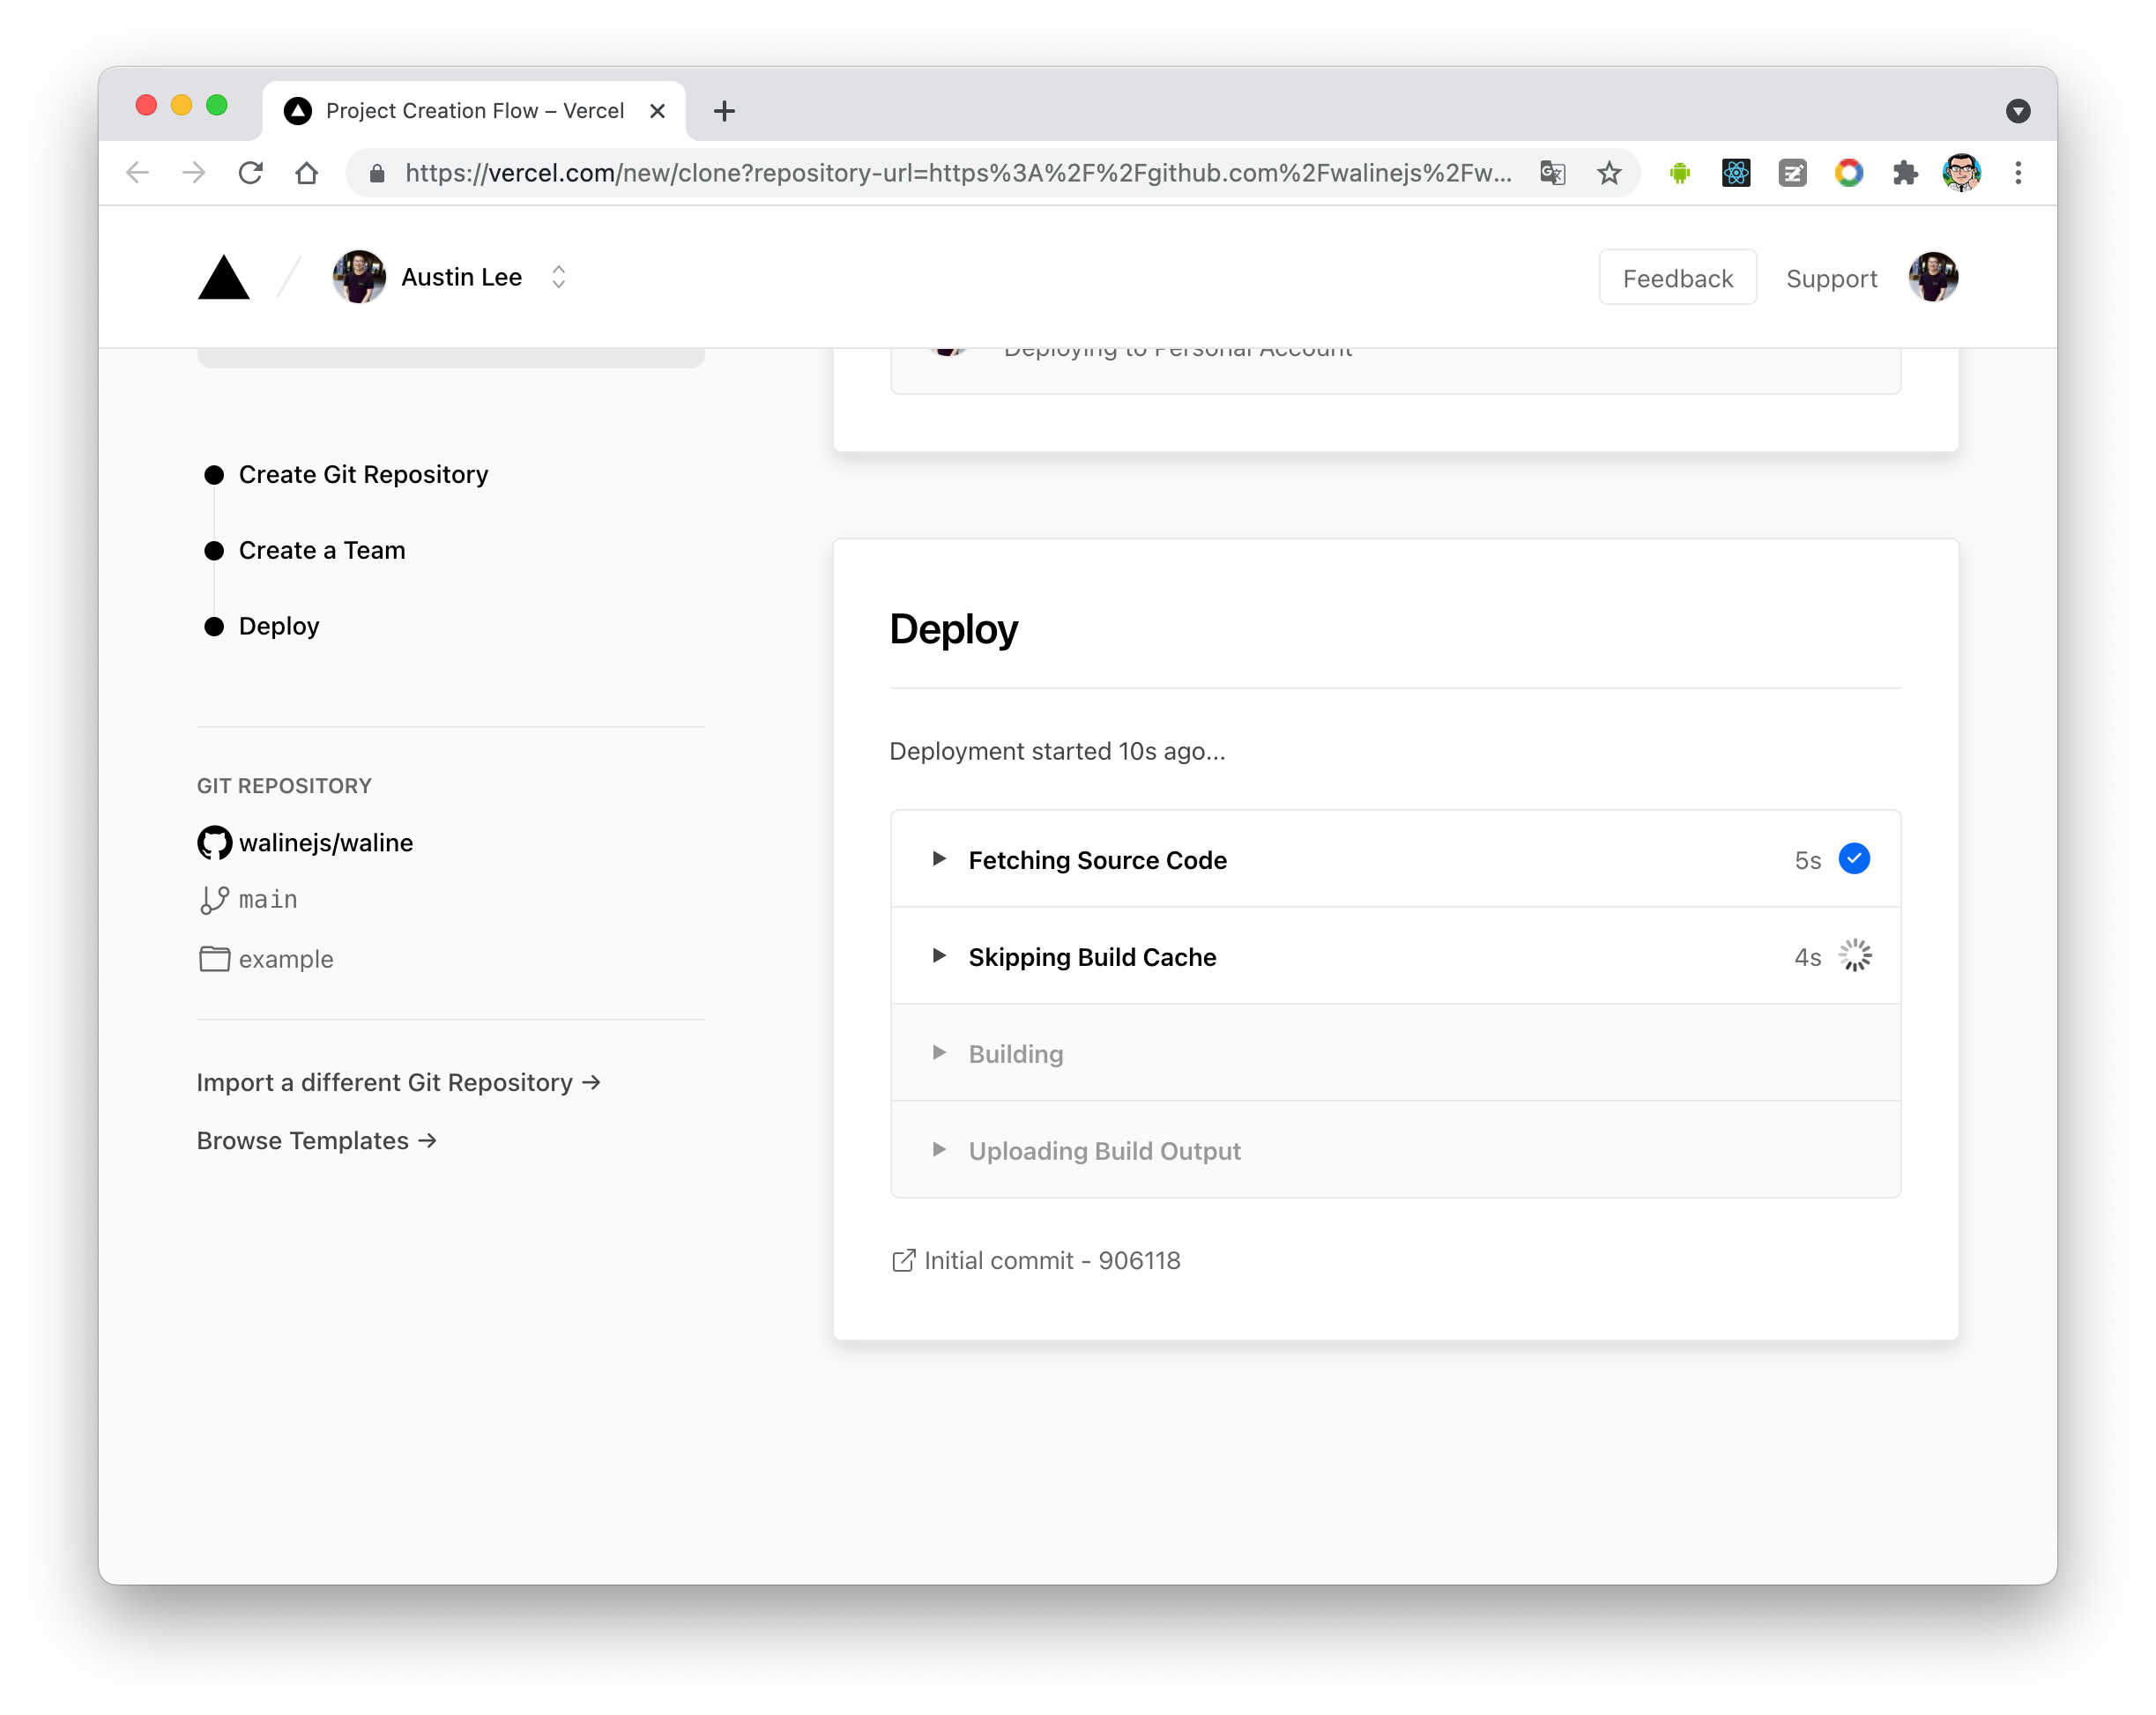 Project Creation Flow – Vercel
https://vercel.com/new/clone?repository-url=https%3A%2F%2Fgithub.com%2Fwalinejs%2Fw...
Austin Lee
Feedback
Support
Deploying to Personal Account
Create Git Repository
Create a Team
Deploy
GIT REPOSITORY
walinejs/waline
main
example
Import a different Git Repository →
Browse Templates →
Deploy
Deployment started 10s ago...
Fetching Source Code 5s
Skipping Build Cache 4s
Building
Uploading Build Output
Initial commit - 906118